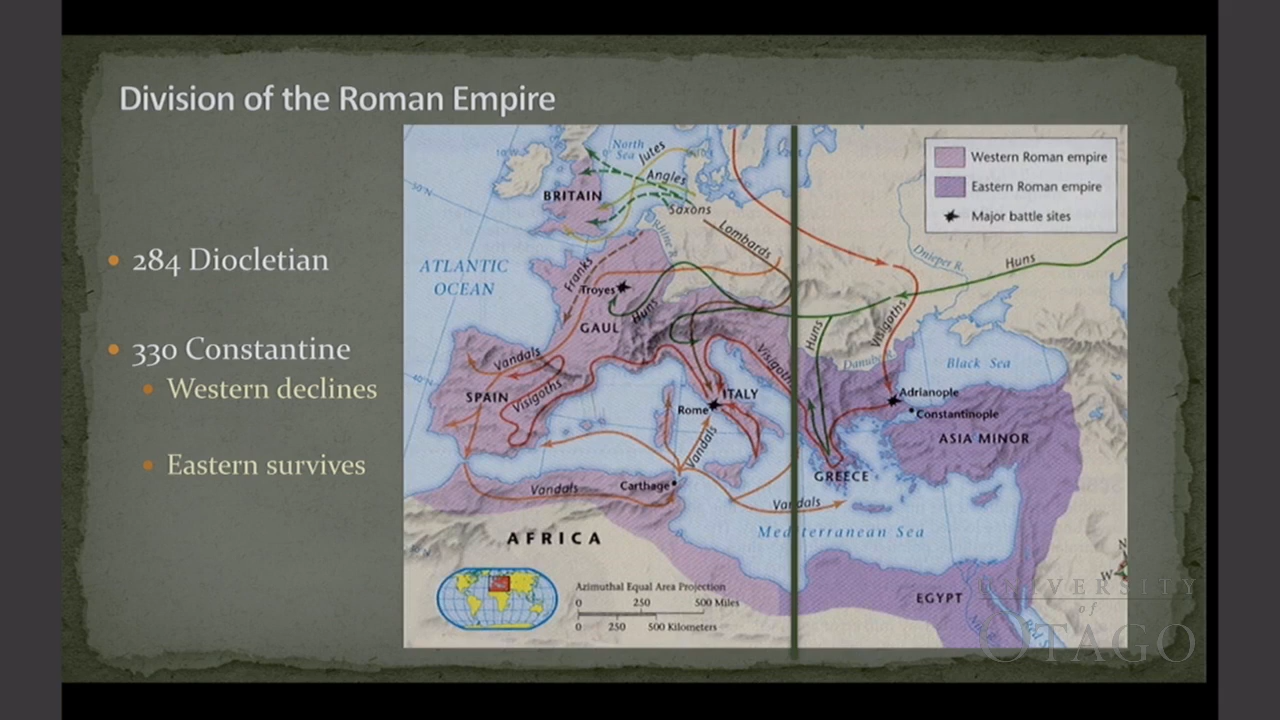 Division of the Roman Empire
284 Diocletian
330 Constantine
Western declines
Eastern survives
Western Roman empire
Eastern Roman empire
Major battle sites
North
Sea
Jutes
Angles
Saxons
BRITAIN
Rhine R.
Lombards
Dnieper R.
Huns
ATLANTIC
OCEAN
Franks
Troyes
Huns
GAUL
Huns
Visigoths
Danube R.
Black Sea
Vandals
Visigoths
SPAIN
Visigoths
ITALY
Rome
Adrianople
Constantinople
ASIA MINOR
Vandals
GREECE
Vandals
Carthage
Vandals
Mediterranean Sea
AFRICA
EGYPT
Azimuthal Equal Area Projection
0 250 500 Miles
0 250 500 Kilometers
N
W
UNIVERSITY
of
OTAGO